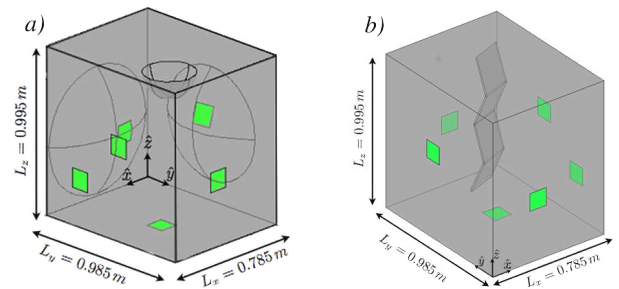 a)
L_z = 0.995 m
ẑ
x̂
ŷ
L_y = 0.985 m
L_x = 0.785 m
b)
L_z = 0.995 m
ŷ
ẑ
x̂
L_y = 0.985 m
L_x = 0.785 m